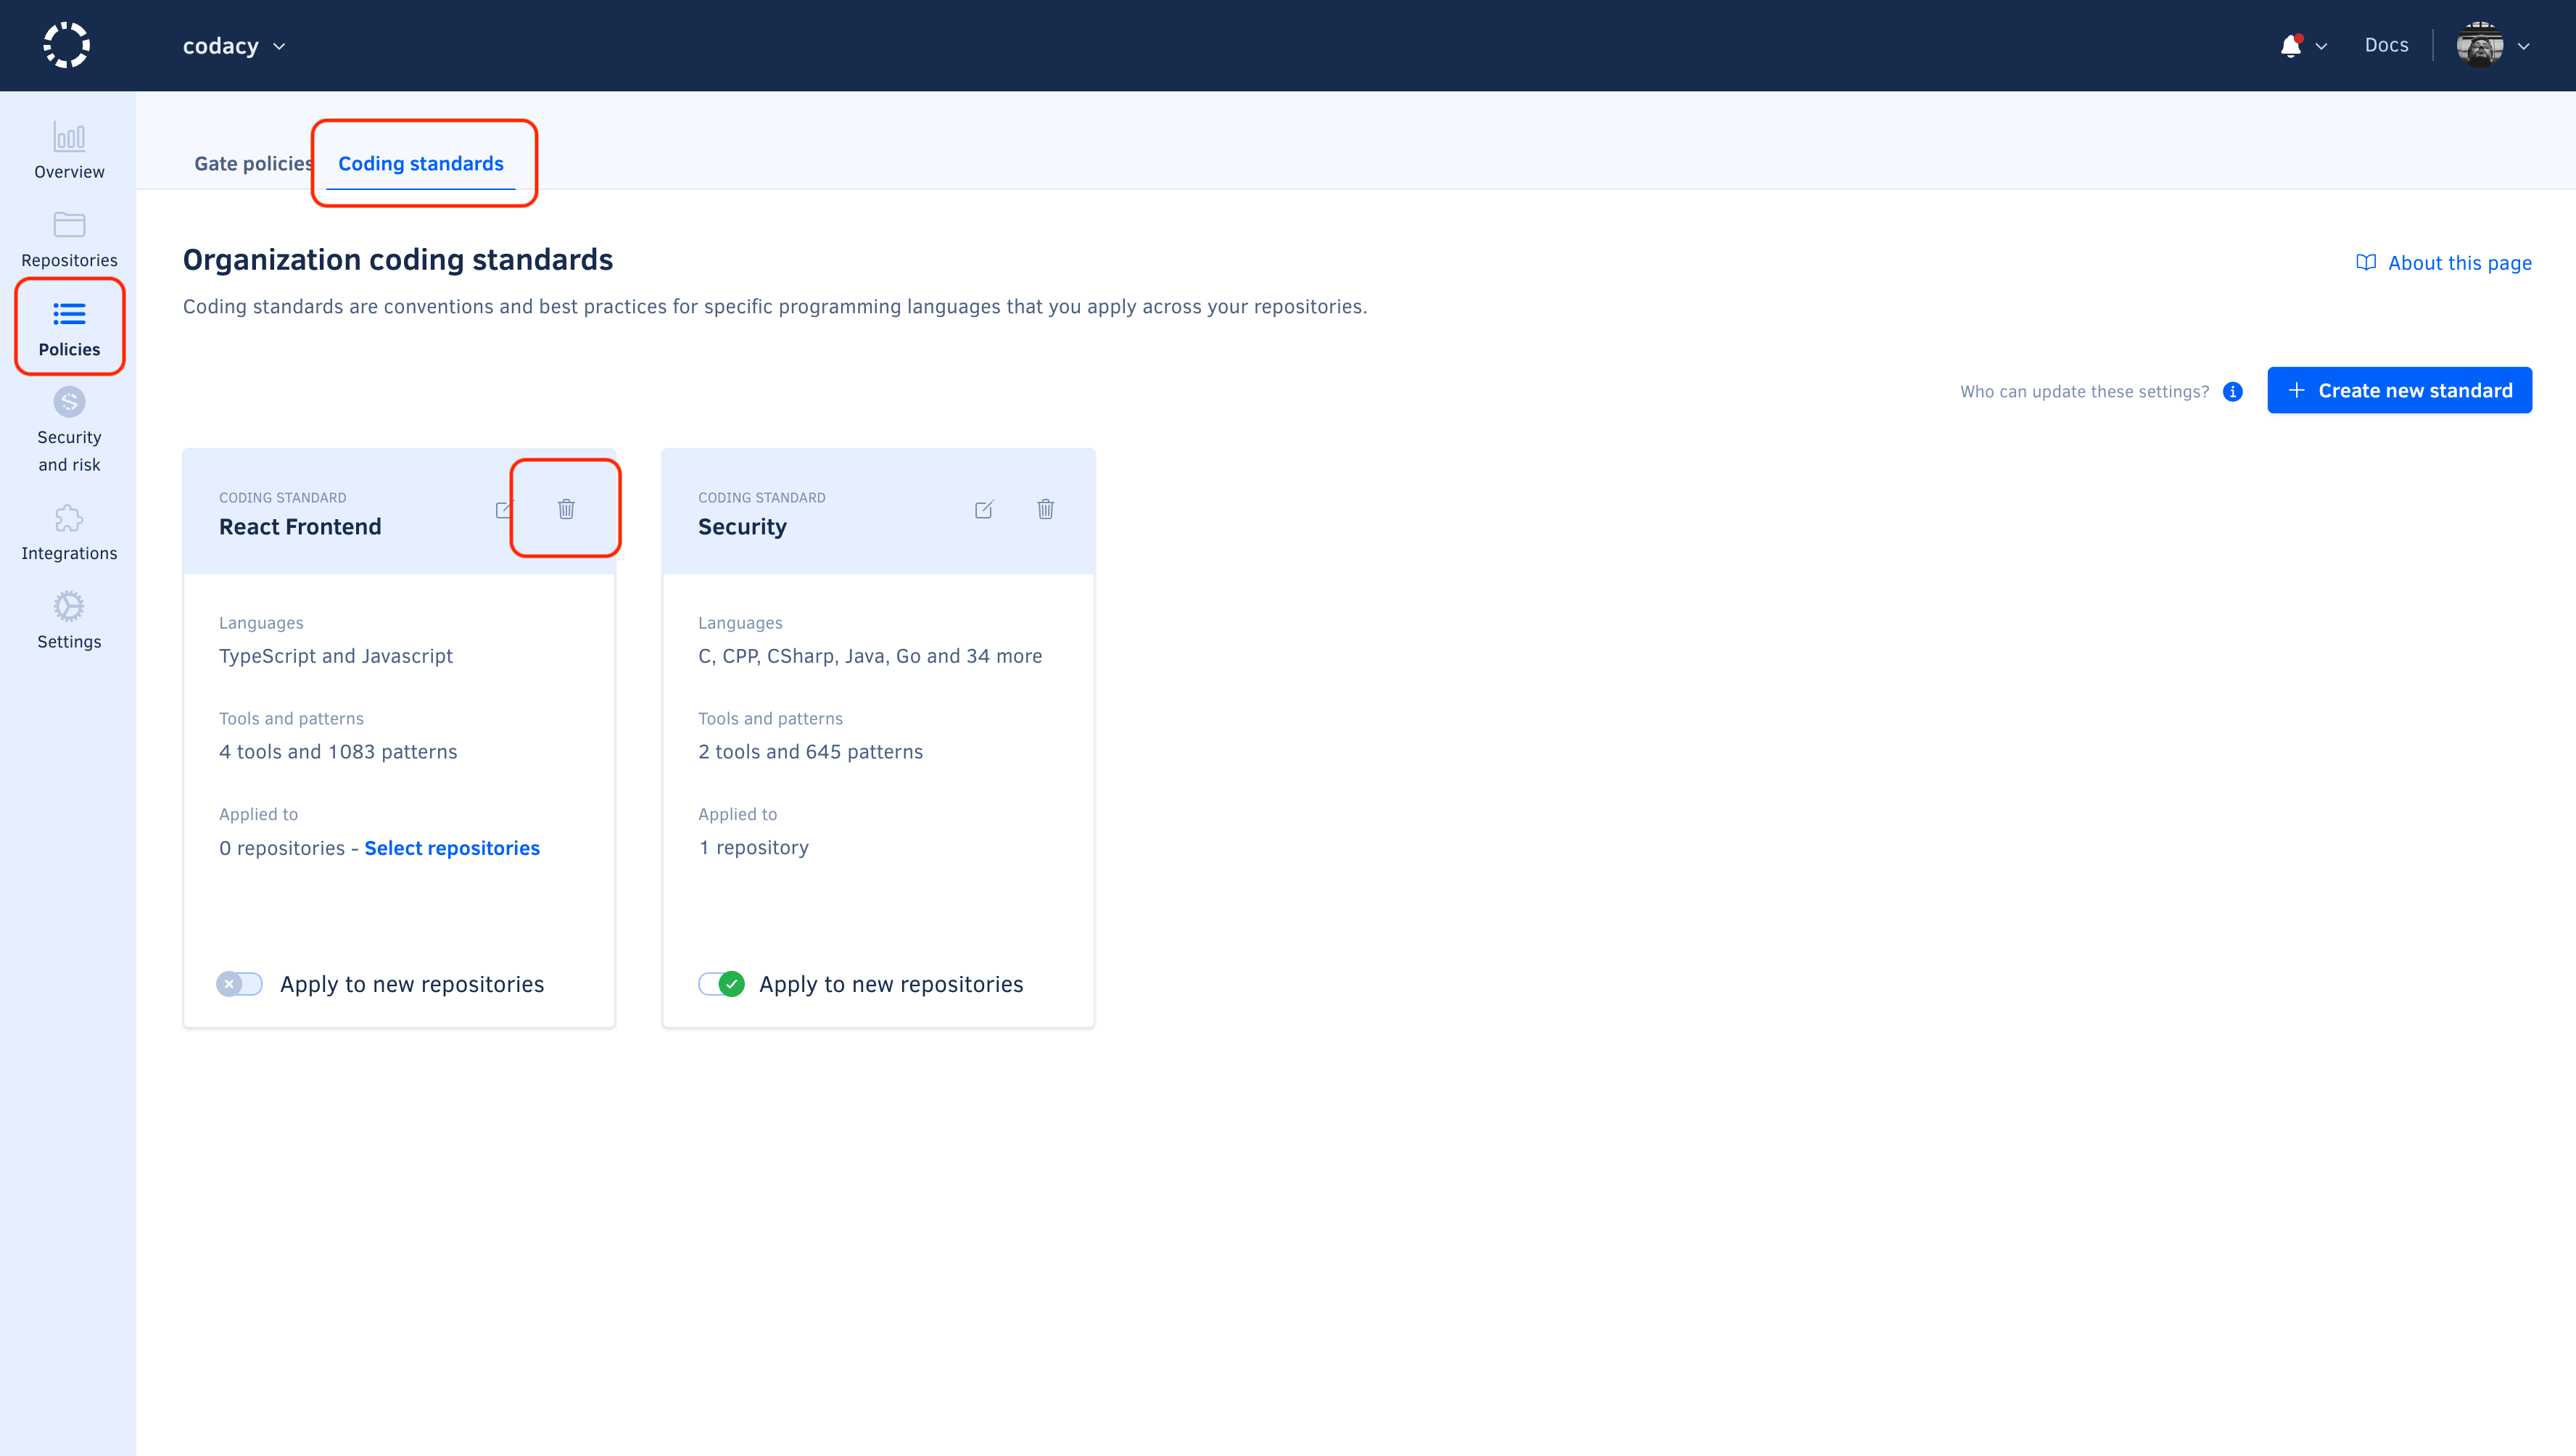 codacy
Docs
Overview
Repositories
Policies
Security
and risk
Integrations
Settings
Gate policies
Coding standards
Organization coding standards
About this page
Coding standards are conventions and best practices for specific programming languages that you apply across your repositories.
Who can update these settings?
Create new standard
CODING STANDARD
React Frontend
Languages
TypeScript and Javascript
Tools and patterns
4 tools and 1083 patterns
Applied to
0 repositories - Select repositories
Apply to new repositories
CODING STANDARD
Security
Languages
C, CPP, CSharp, Java, Go and 34 more
Tools and patterns
2 tools and 645 patterns
Applied to
1 repository
Apply to new repositories